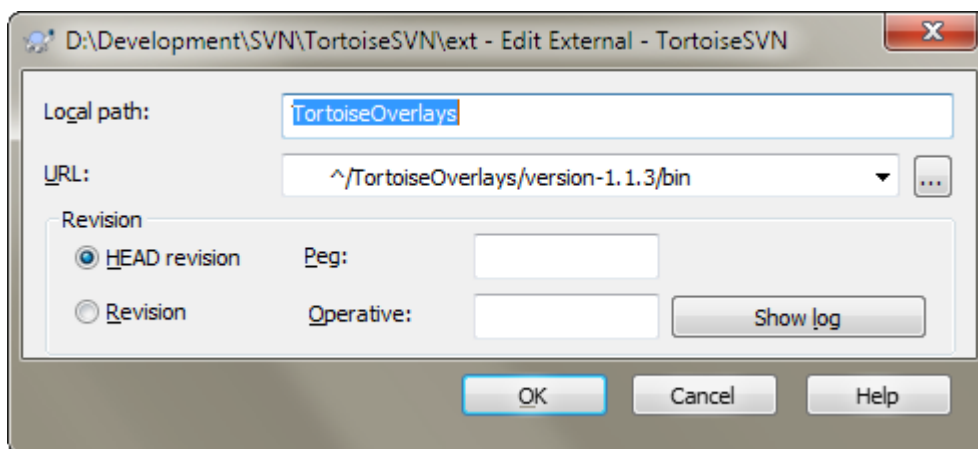 D:\Development\SVN\TortoiseSVN\ext - Edit External - TortoiseSVN
Local path: TortoiseOverlays
URL: ^/TortoiseOverlays/version-1.1.3/bin ...
Revision
HEAD revision Peg:
Revision Operative: Show log
OK Cancel Help